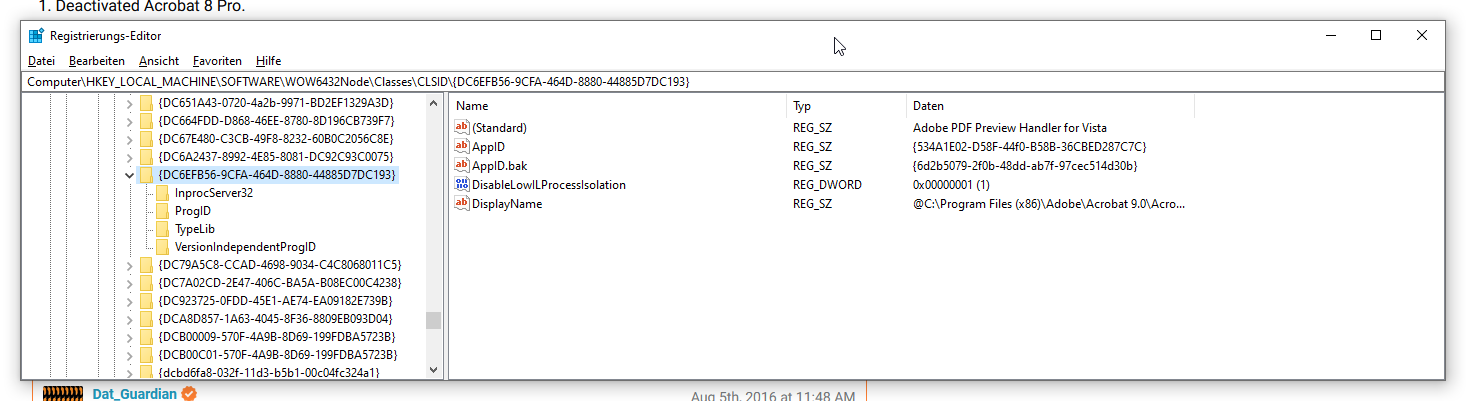 1. Deactivated Acrobat 8 Pro.
Registrierungs-Editor
Datei Bearbeiten Ansicht Favoriten Hilfe
Computer\HKEY_LOCAL_MACHINE\SOFTWARE\WOW6432Node\Classes\CLSID\{DC6EFB56-9CFA-464D-8880-44885D7DC193}
{DC651A43-0720-4a2b-9971-BD2EF1329A3D}
{DC664FDD-D868-46EE-8780-8D196CB739F7}
{DC67E480-C3CB-49F8-8232-60B0C2056C8E}
{DC6A2437-8992-4E85-8081-DC92C93C0075}
{DC6EFB56-9CFA-464D-8880-44885D7DC193}
InprocServer32
ProgID
TypeLib
VersionIndependentProgID
{DC79A5C8-CCAD-4698-9034-C4C8068011C5}
{DC7A02CD-2E47-406C-BA5A-B08EC00C4238}
{DC923725-0FDD-45E1-AE74-EA09182E739B}
{DCA8D857-1A63-4045-8F36-8809EB093D04}
{DCB00009-570F-4A9B-8D69-199FDBA5723B}
{DCB00C01-570F-4A9B-8D69-199FDBA5723B}
{dcbd6fa8-032f-11d3-b5b1-00c04fc324a1}
Name Typ Daten
(Standard) REG_SZ Adobe PDF Preview Handler for Vista
AppID REG_SZ {534A1E02-D58F-44f0-B58B-36CBED287C7C}
AppID.bak REG_SZ {6d2b5079-2f0b-48dd-ab7f-97cec514d30b}
DisableLowILProcessIsolation REG_DWORD 0x00000001 (1)
DisplayName REG_SZ @C:\Program Files (x86)\Adobe\Acrobat 9.0\Acro...
Dat_Guardian Aug 5th, 2016 at 11:48 AM